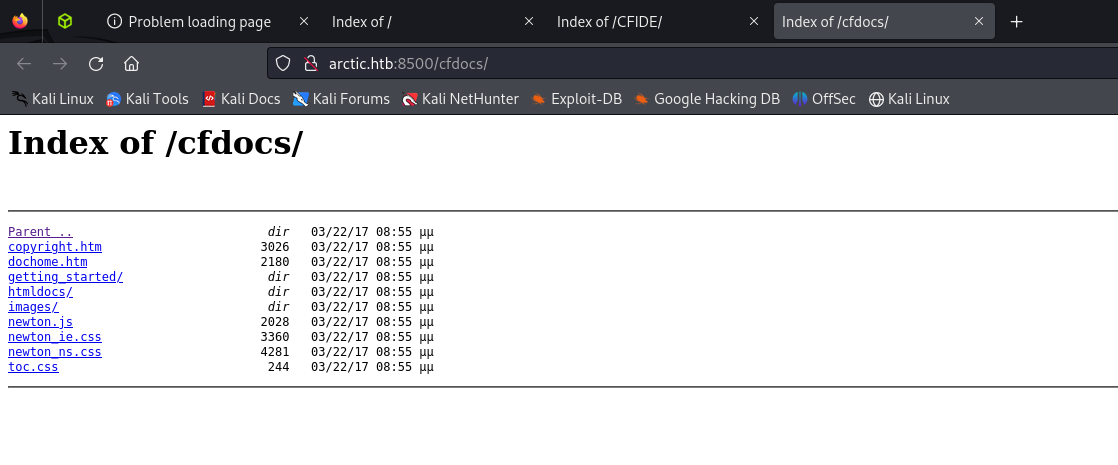 Problem loading page
Index of /
Index of /CFIDE/
Index of /cfdocs/
arctic.htb:8500/cfdocs/
Kali Linux Kali Tools Kali Docs Kali Forums Kali NetHunter Exploit-DB Google Hacking DB OffSec Kali Linux
Index of /cfdocs/
Parent .. dir 03/22/17 08:55 μμ
copyright.htm 3026 03/22/17 08:55 μμ
dochome.htm 2180 03/22/17 08:55 μμ
getting_started/ dir 03/22/17 08:55 μμ
htmldocs/ dir 03/22/17 08:55 μμ
images/ dir 03/22/17 08:55 μμ
newton.js 2028 03/22/17 08:55 μμ
newton_ie.css 3360 03/22/17 08:55 μμ
newton_ns.css 4281 03/22/17 08:55 μμ
toc.css 244 03/22/17 08:55 μμ